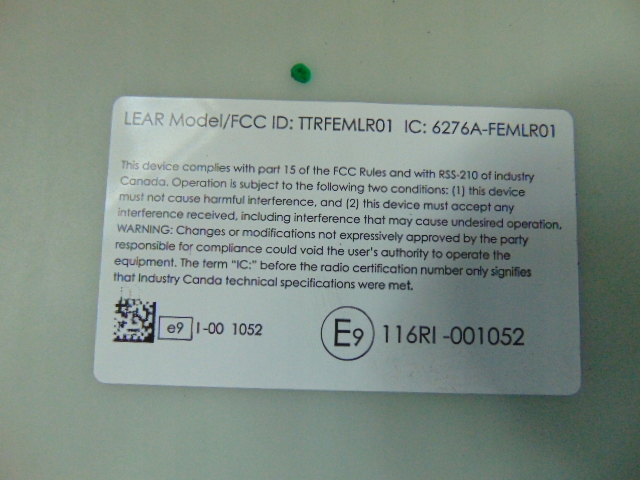 LEAR Model/FCC ID: TTRFEMLR01 IC: 6276A-FEMLR01
This device complies with part 15 of the FCC Rules and with RSS-210 of industry
Canada. Operation is subject to the following two conditions: (1) this device
must not cause harmful interference, and (2) this device must accept any
interference received, including interference that may cause undesired operation.
WARNING: Changes or modifications not expressively approved by the party
responsible for compliance could void the user's authority to operate the
equipment. The term "IC:" before the radio certification number only signifies
that Industry Canda technical specifications were met.
e9 I-00 1052
E9 116RI -001052